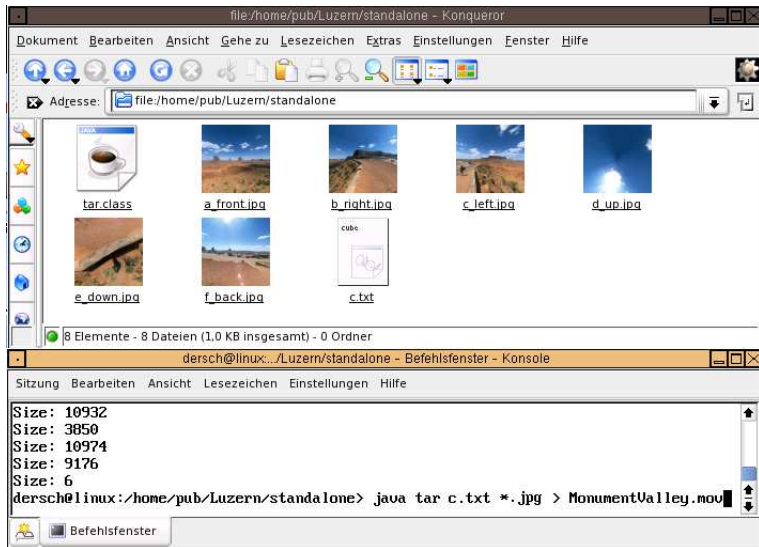 file:/home/pub/Luzern/standalone - Konqueror
Dokument Bearbeiten Ansicht Gehe zu Lesezeichen Extras Einstellungen Fenster Hilfe
Adresse: file:/home/pub/Luzern/standalone
JAVA
cube
tar.class a_front.jpg b_right.jpg c_left.jpg d_up.jpg
e_down.jpg f_back.jpg c.txt
8 Elemente - 8 Dateien (1,0 KB insgesamt) - 0 Ordner
dersch@linux:.../Luzern/standalone - Befehlsfenster - Konsole
Sitzung Bearbeiten Ansicht Lesezeichen Einstellungen Hilfe
Size: 10932
Size: 3850
Size: 10974
Size: 9176
Size: 6
dersch@linux:/home/pub/Luzern/standalone> java tar c.txt *.jpg > MonumentValley.mov
Befehlsfenster